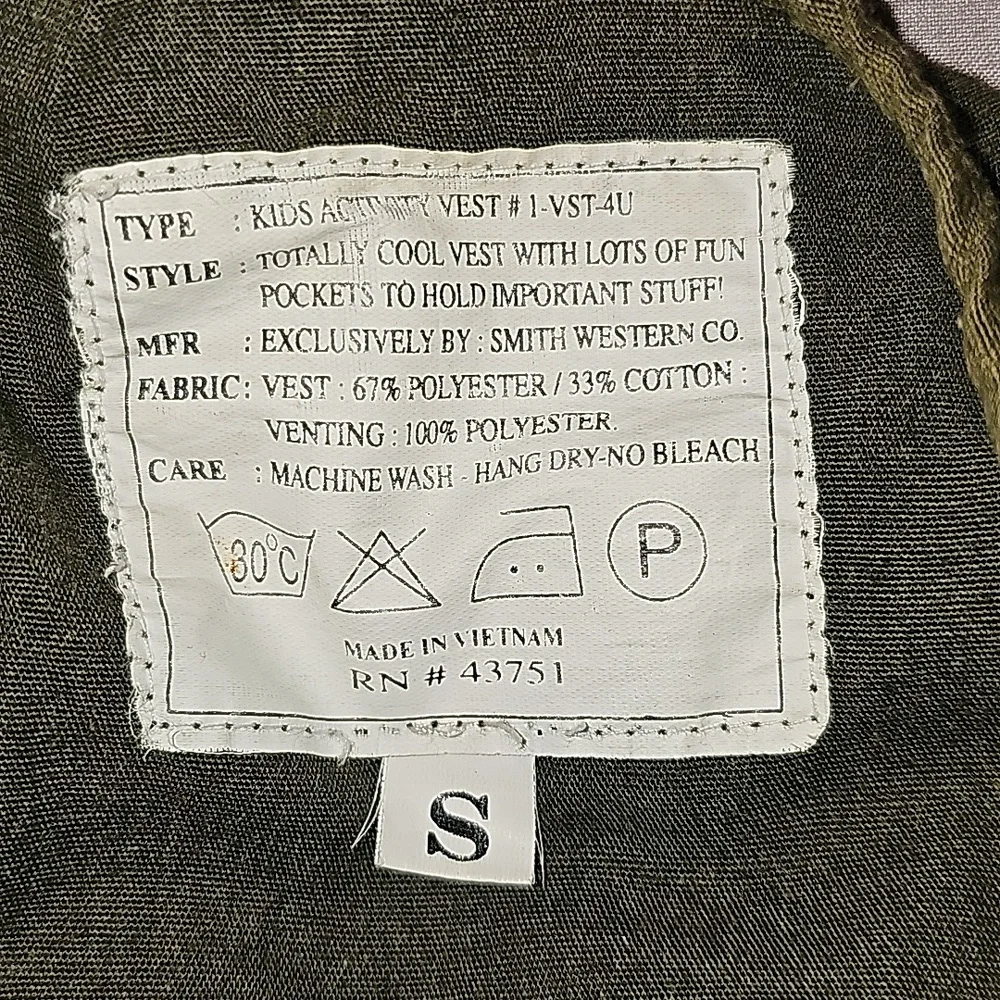 TYPE : KIDS ACTIVITY VEST # 1-VST-4U
STYLE : TOTALLY COOL VEST WITH LOTS OF FUN
POCKETS TO HOLD IMPORTANT STUFF!
MFR : EXCLUSIVELY BY : SMITH WESTERN CO.
FABRIC : VEST : 67% POLYESTER / 33% COTTON :
VENTING : 100% POLYESTER.
CARE : MACHINE WASH - HANG DRY-NO BLEACH
30°C
P
MADE IN VIETNAM
RN # 43751
S